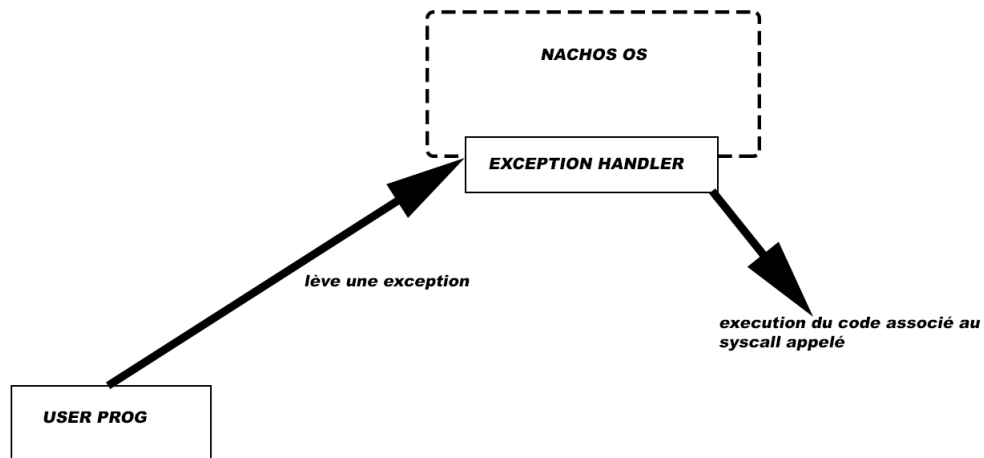 NACHOS OS
EXCEPTION HANDLER
lève une exception
execution du code associé au
syscall appelé
USER PROG